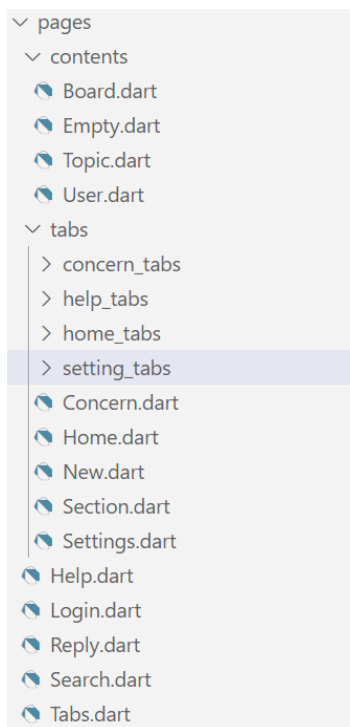 pages
contents
Board.dart
Empty.dart
Topic.dart
User.dart
tabs
concern_tabs
help_tabs
home_tabs
setting_tabs
Concern.dart
Home.dart
New.dart
Section.dart
Settings.dart
Help.dart
Login.dart
Reply.dart
Search.dart
Tabs.dart